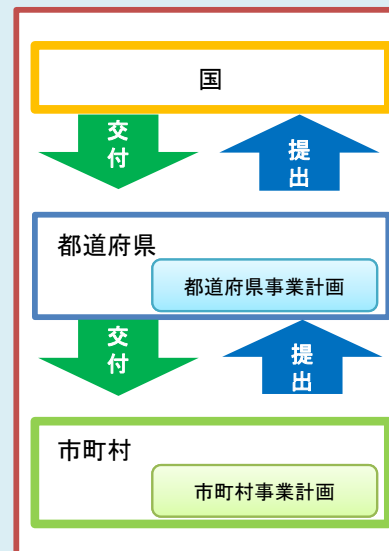 国
交付
提出
都道府県
都道府県事業計画
交付
提出
市町村
市町村事業計画